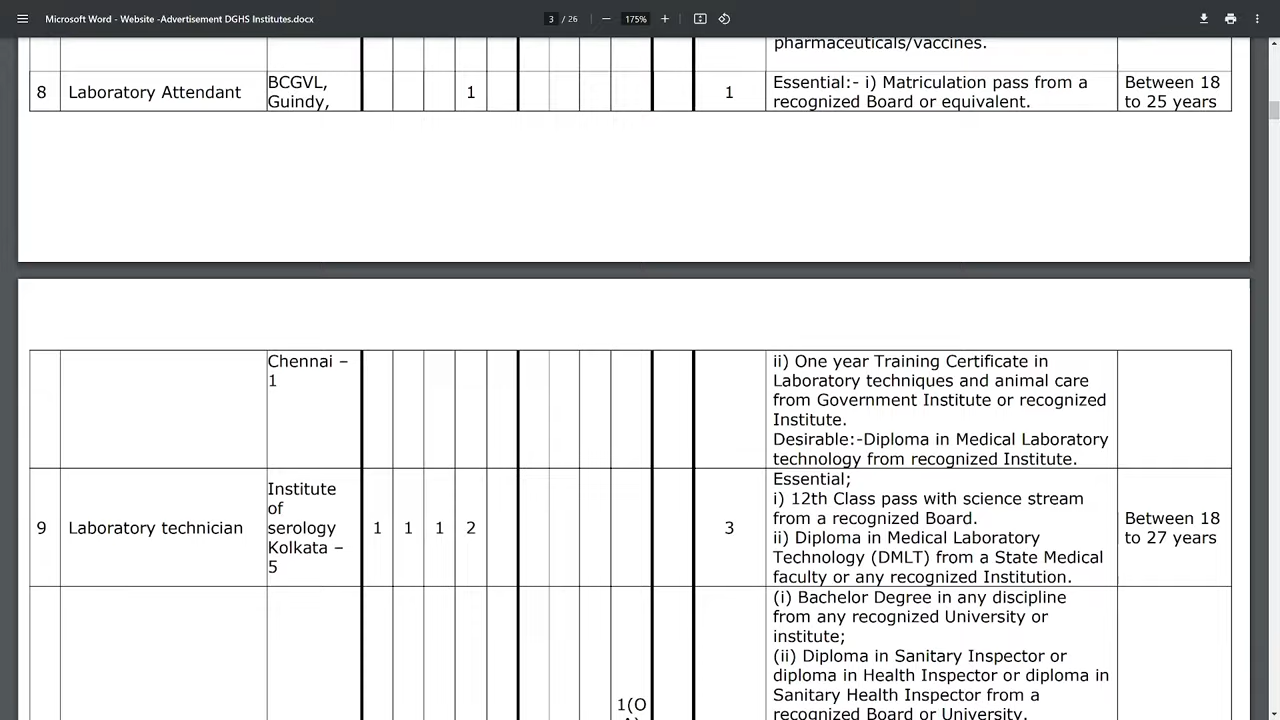 Microsoft Word - Website -Advertisement DGHS Institutes.docx
3 / 26
175%
pharmaceuticals/vaccines.
8
Laboratory Attendant
BCGVL,
Guindy,
1
1
Essential:- i) Matriculation pass from a
recognized Board or equivalent.
Between 18
to 25 years
Chennai –
1
ii) One year Training Certificate in
Laboratory techniques and animal care
from Government Institute or recognized
Institute.
Desirable:-Diploma in Medical Laboratory
technology from recognized Institute.
9
Laboratory technician
Institute
of
serology
Kolkata –
5
1
1
1
2
3
Essential;
i) 12th Class pass with science stream
from a recognized Board.
ii) Diploma in Medical Laboratory
Technology (DMLT) from a State Medical
faculty or any recognized Institution.
Between 18
to 27 years
1(O
(i) Bachelor Degree in any discipline
from any recognized University or
institute;
(ii) Diploma in Sanitary Inspector or
diploma in Health Inspector or diploma in
Sanitary Health Inspector from a
recognized Board or University.